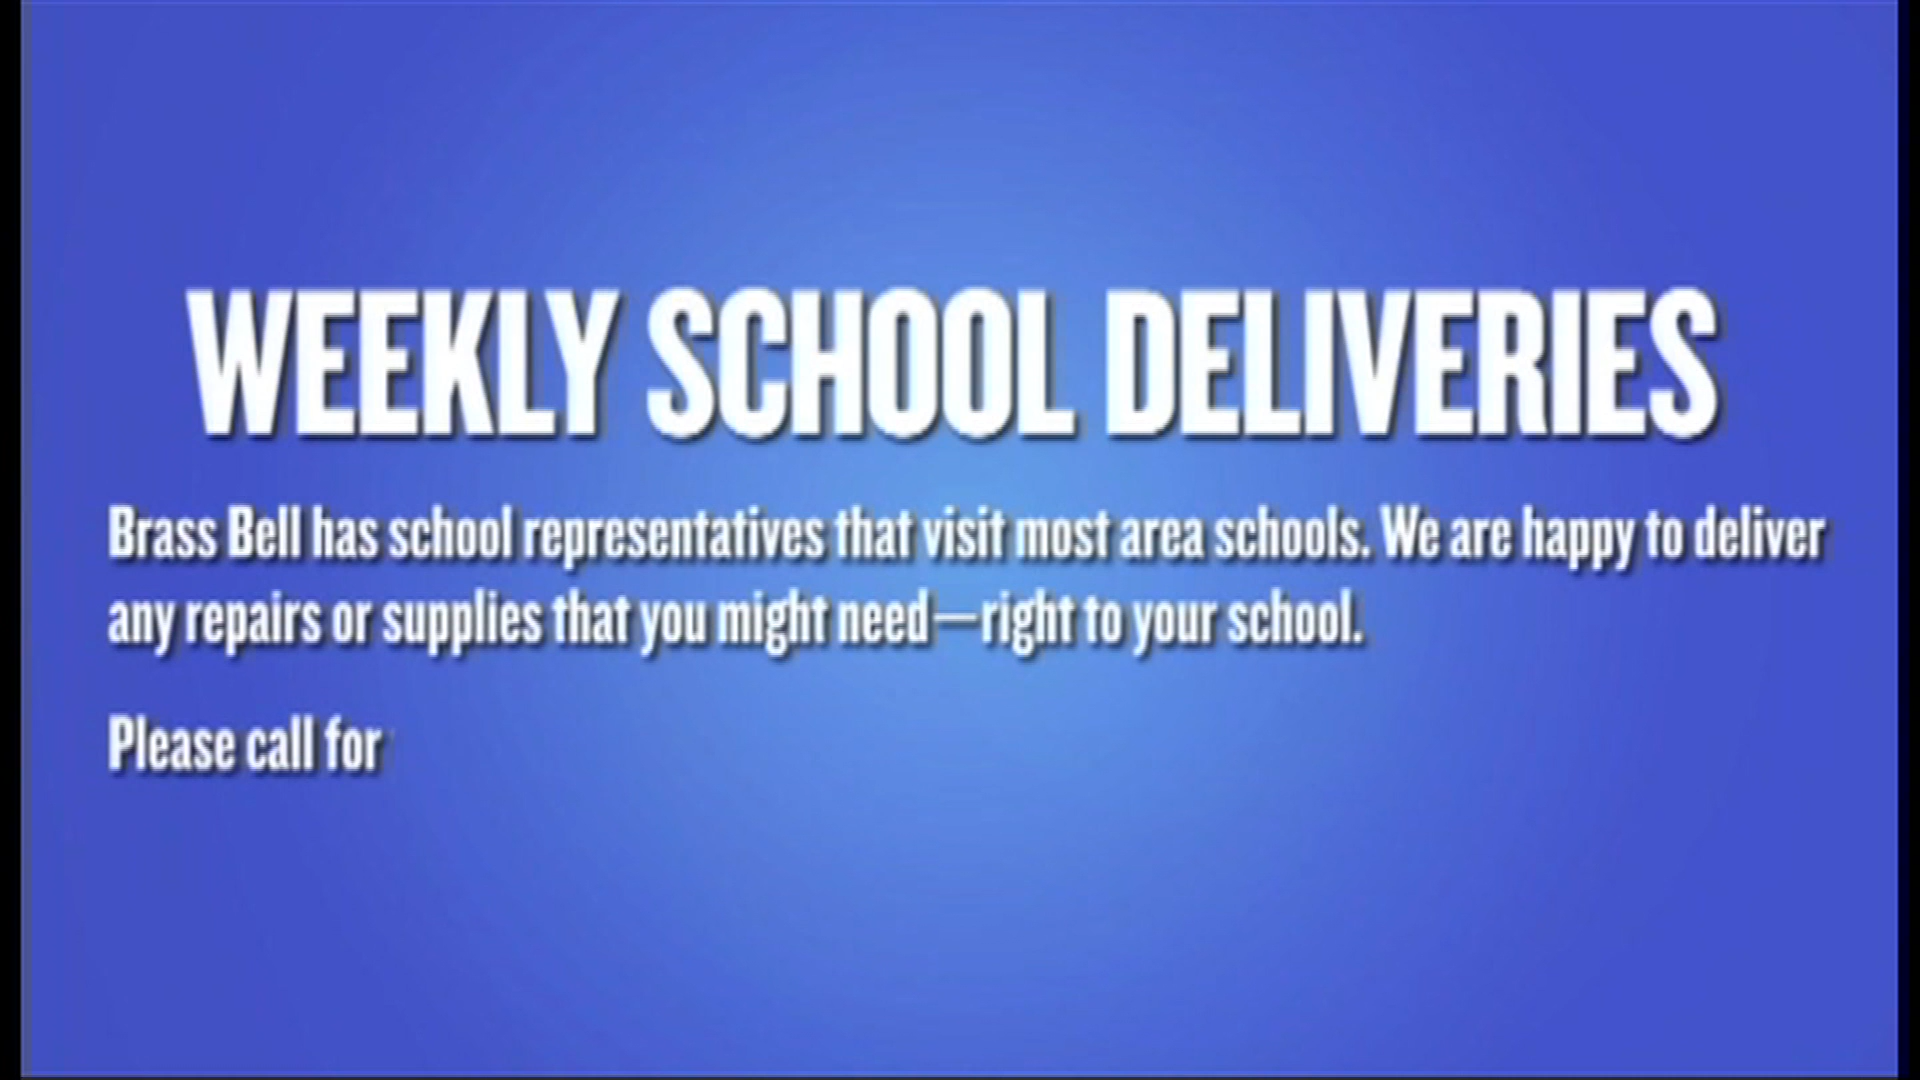 WEEKLY SCHOOL DELIVERIES
Brass Bell has school representatives that visit most area schools. We are happy to deliver
any repairs or supplies that you might need—right to your school.
Please call for